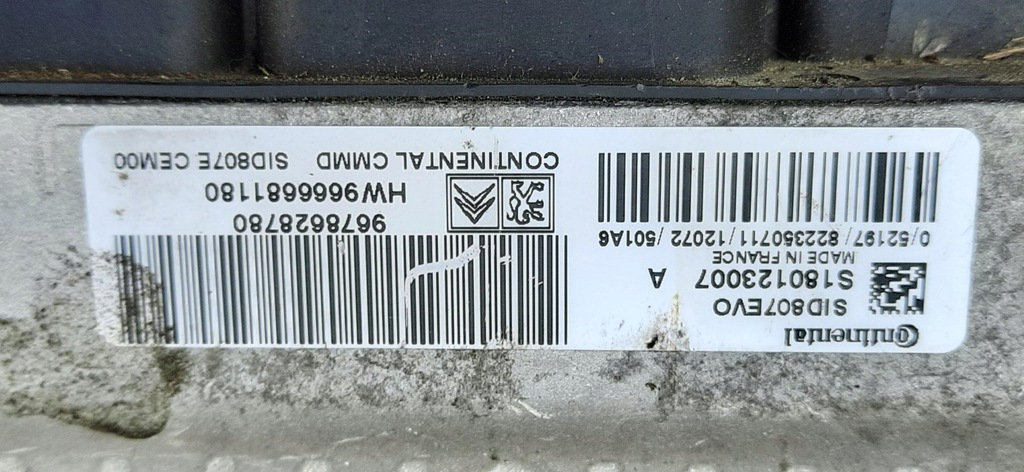 Continental
SID807EVO
S180123007 A
MADE IN FRANCE
0/52197/822350711/12072/501A6
9678628780
HW9666681180
CONTINENTAL CMMD SID807E CEM00